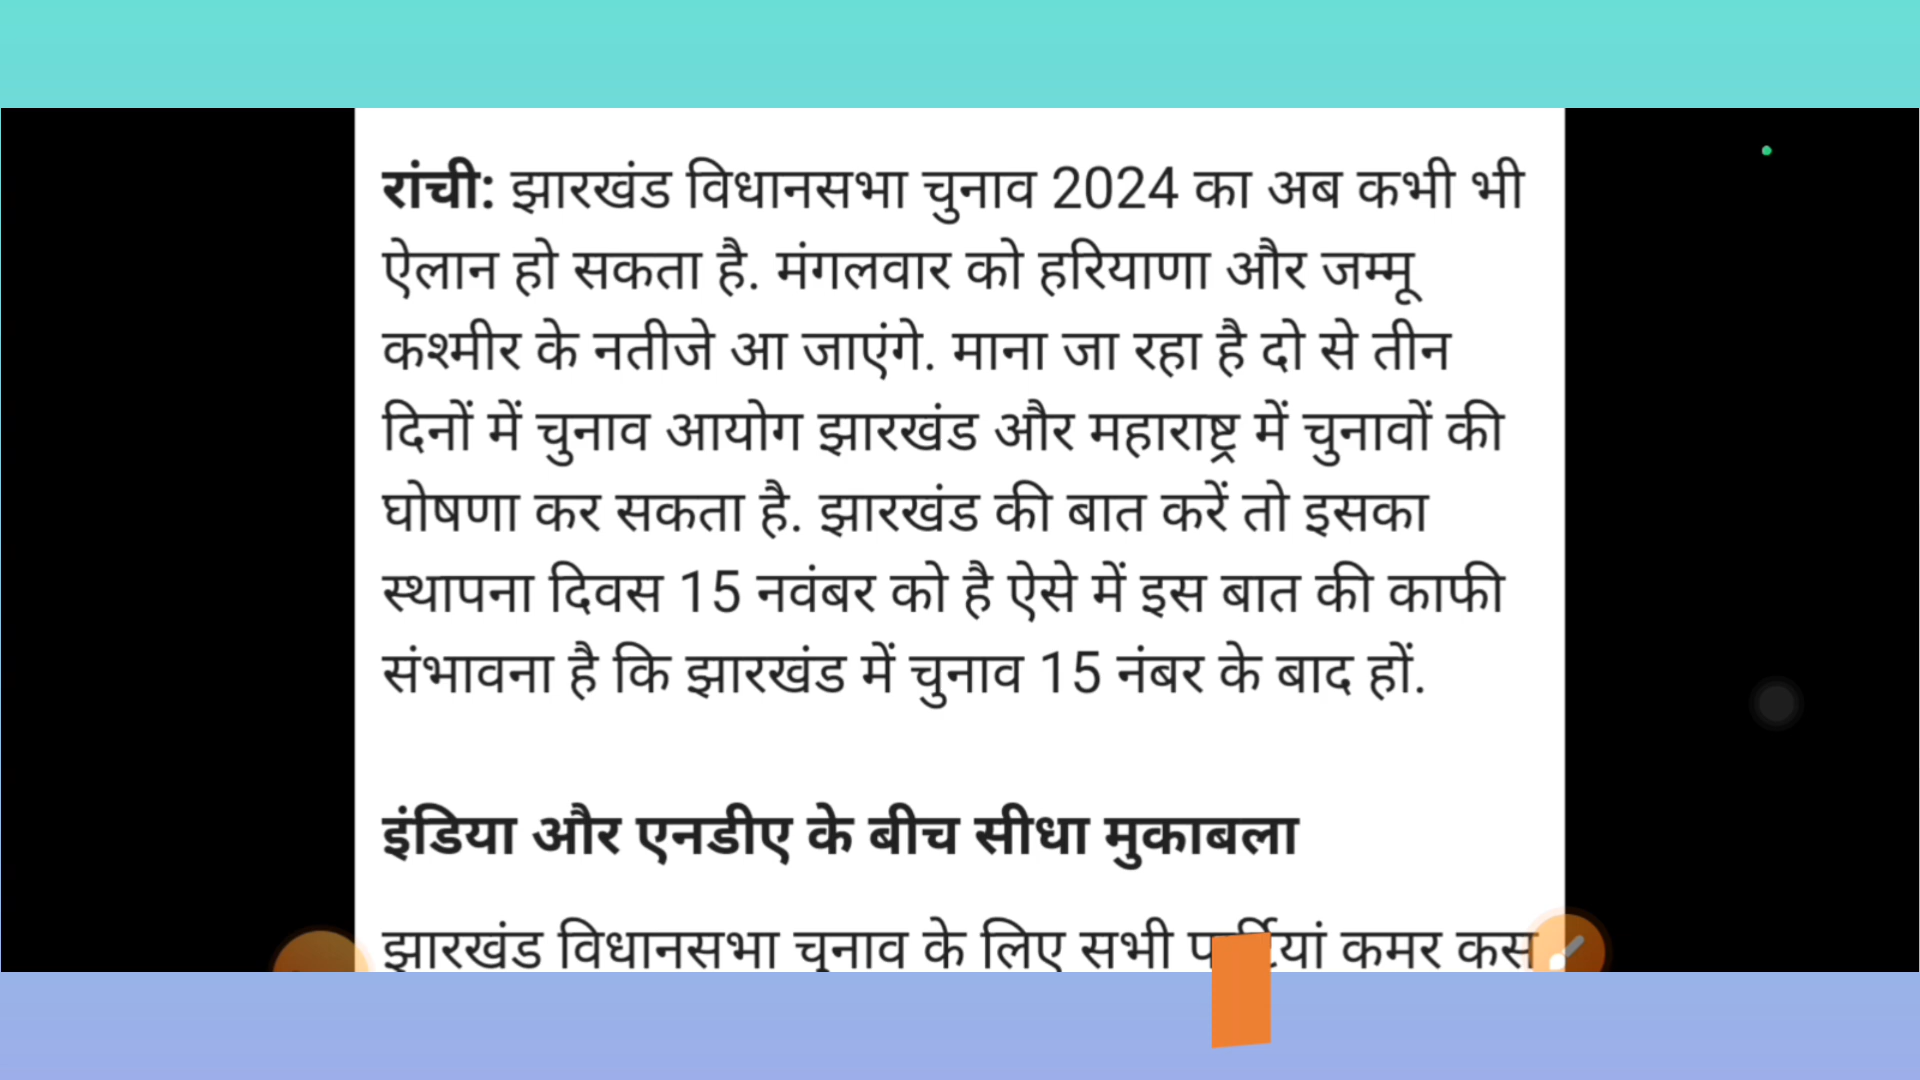 रांची: झारखंड विधानसभा चुनाव 2024 का अब कभी भी
ऐलान हो सकता है. मंगलवार को हरियाणा और जम्मू
कश्मीर के नतीजे आ जाएंगे. माना जा रहा है दो से तीन
दिनों में चुनाव आयोग झारखंड और महाराष्ट्र में चुनावों की
घोषणा कर सकता है. झारखंड की बात करें तो इसका
स्थापना दिवस 15 नवंबर को है ऐसे में इस बात की काफी
संभावना है कि झारखंड में चुनाव 15 नंबर के बाद हों.
इंडिया और एनडीए के बीच सीधा मुकाबला
झारखंड विधानसभा चुनाव के लिए सभी कमर कस